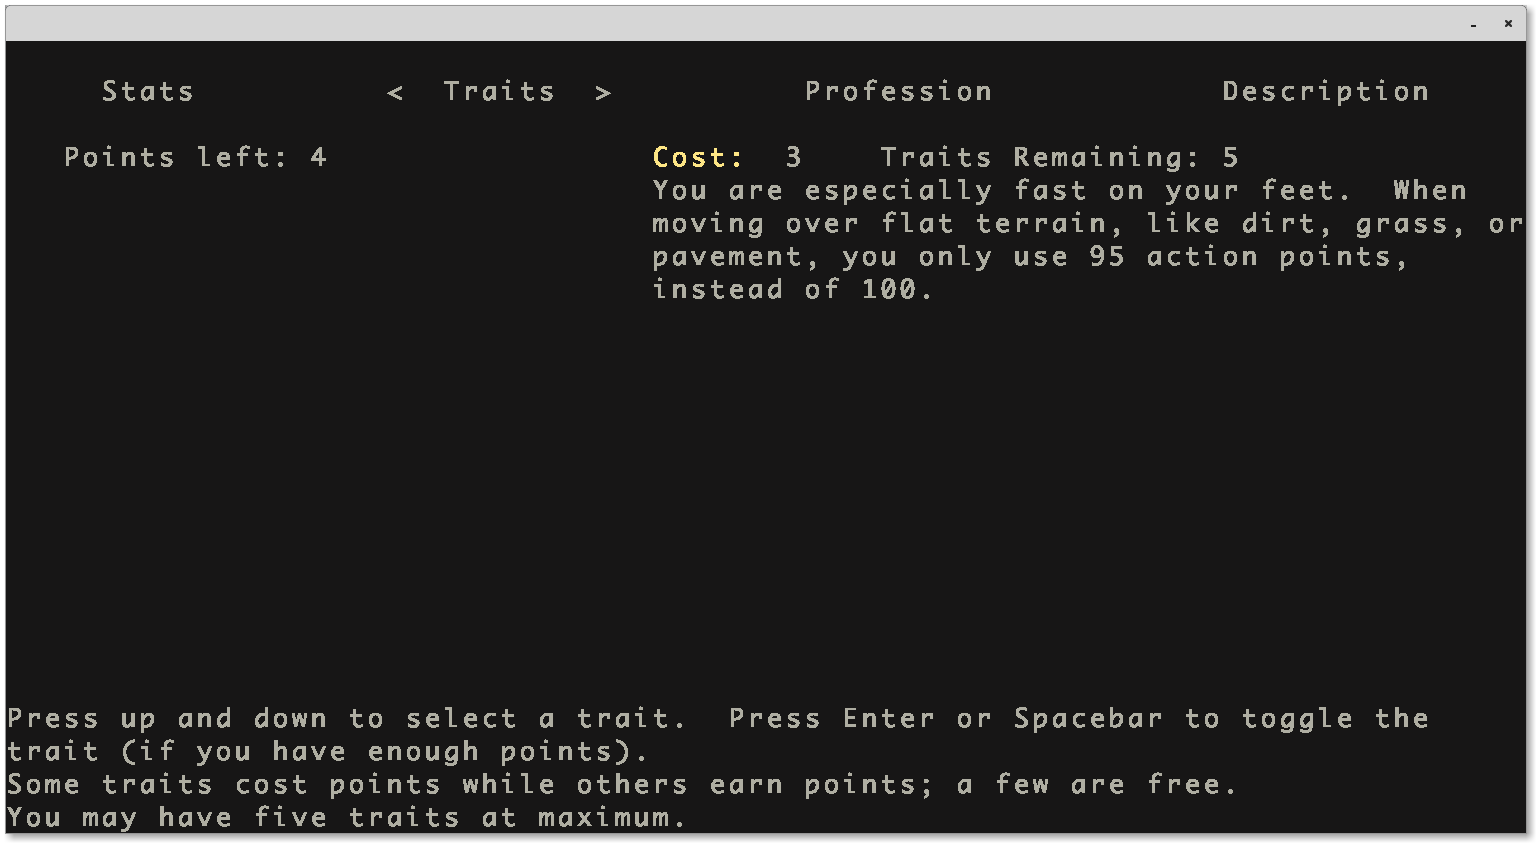 Stats < Traits > Profession Description
Points left: 4 Cost: 3 Traits Remaining: 5
You are especially fast on your feet. When
moving over flat terrain, like dirt, grass, or
pavement, you only use 95 action points,
instead of 100.
Press up and down to select a trait. Press Enter or Spacebar to toggle the
trait (if you have enough points).
Some traits cost points while others earn points; a few are free.
You may have five traits at maximum.